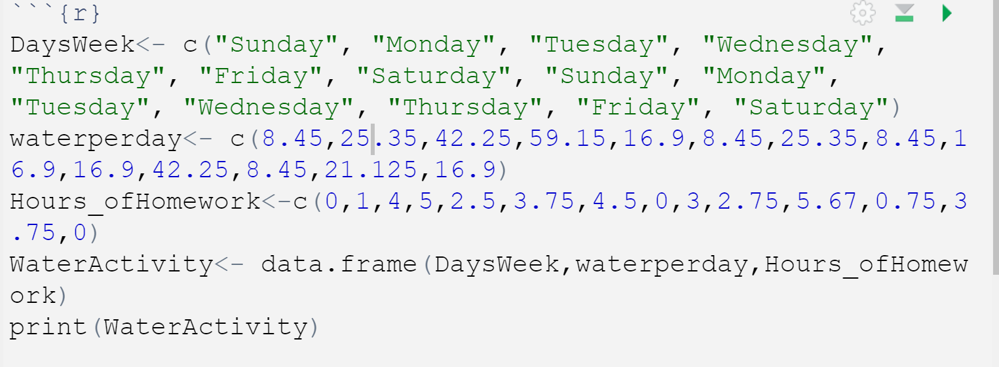 ```{r}
DaysWeek<- c("Sunday", "Monday", "Tuesday", "Wednesday",
"Thursday", "Friday", "Saturday", "Sunday", "Monday",
"Tuesday", "Wednesday", "Thursday", "Friday", "Saturday")
waterperday<- c(8.45,25.35,42.25,59.15,16.9,8.45,25.35,8.45,1
6.9,16.9,42.25,8.45,21.125,16.9)
Hours_ofHomework<-c(0,1,4,5,2.5,3.75,4.5,0,3,2.75,5.67,0.75,3
.75,0)
WaterActivity<- data.frame(DaysWeek,waterperday,Hours_ofHomew
ork)
print(WaterActivity)